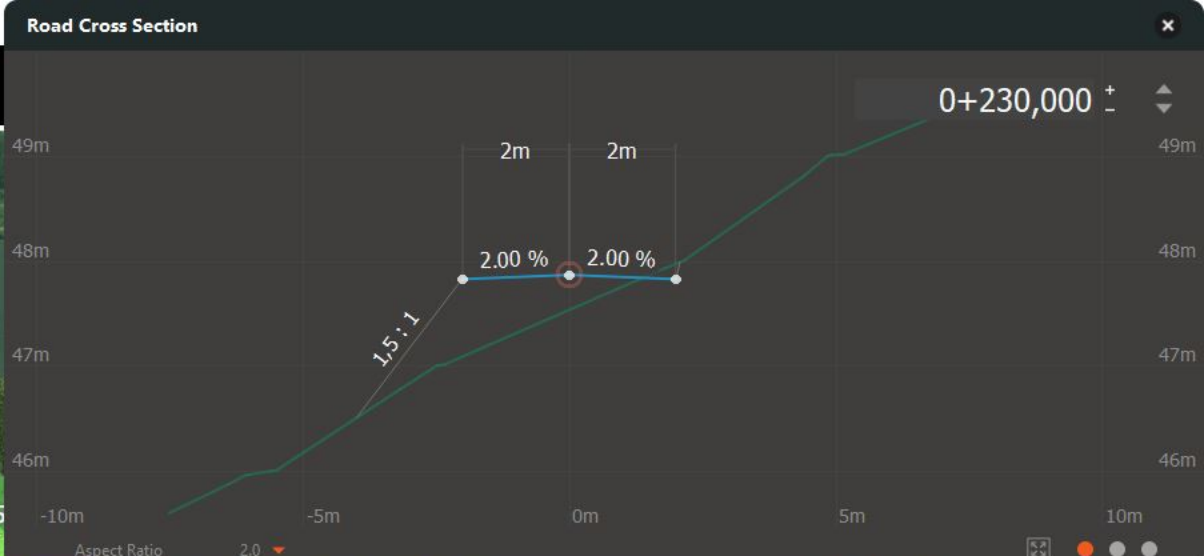 Road Cross Section
0+230,000
+
−
49m
2m
2m
49m
48m
2.00 %
2.00 %
48m
1,5 : 1
47m
47m
46m
46m
-10m
-5m
0m
5m
10m
Aspect Ratio
2.0